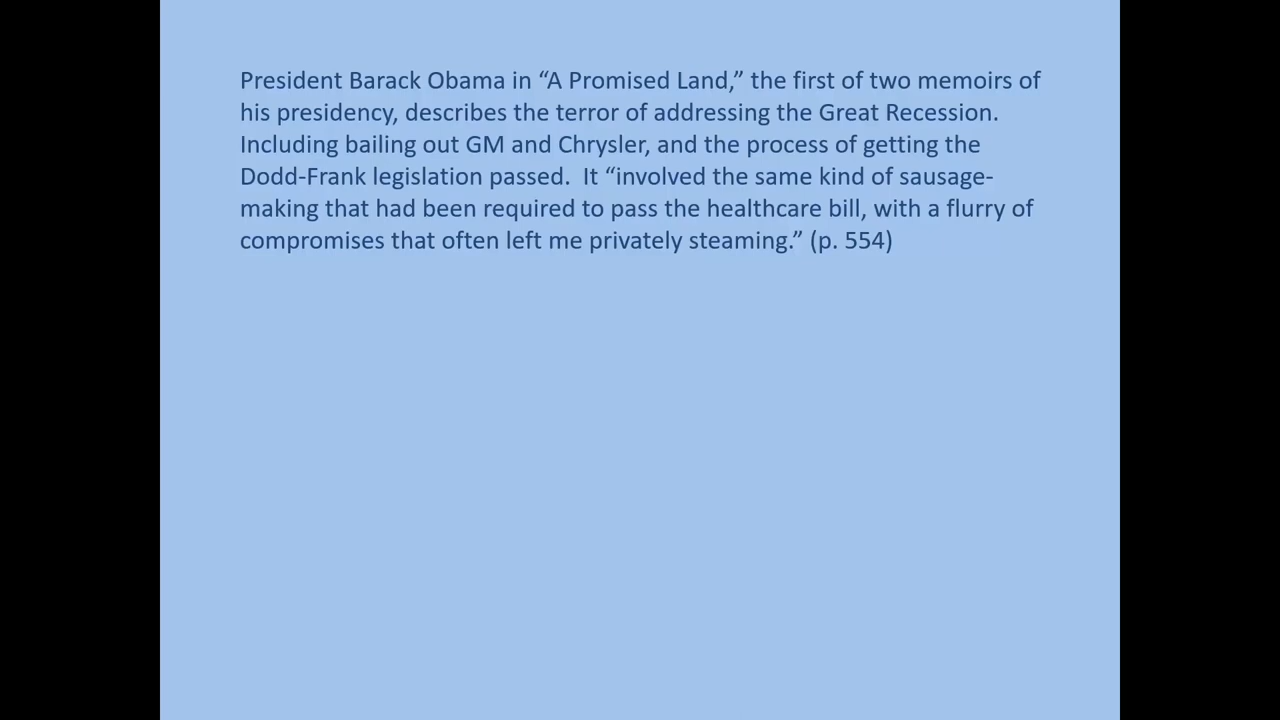 President Barack Obama in “A Promised Land,” the first of two memoirs of
his presidency, describes the terror of addressing the Great Recession.
Including bailing out GM and Chrysler, and the process of getting the
Dodd-Frank legislation passed.  It “involved the same kind of sausage-
making that had been required to pass the healthcare bill, with a flurry of
compromises that often left me privately steaming.” (p. 554)